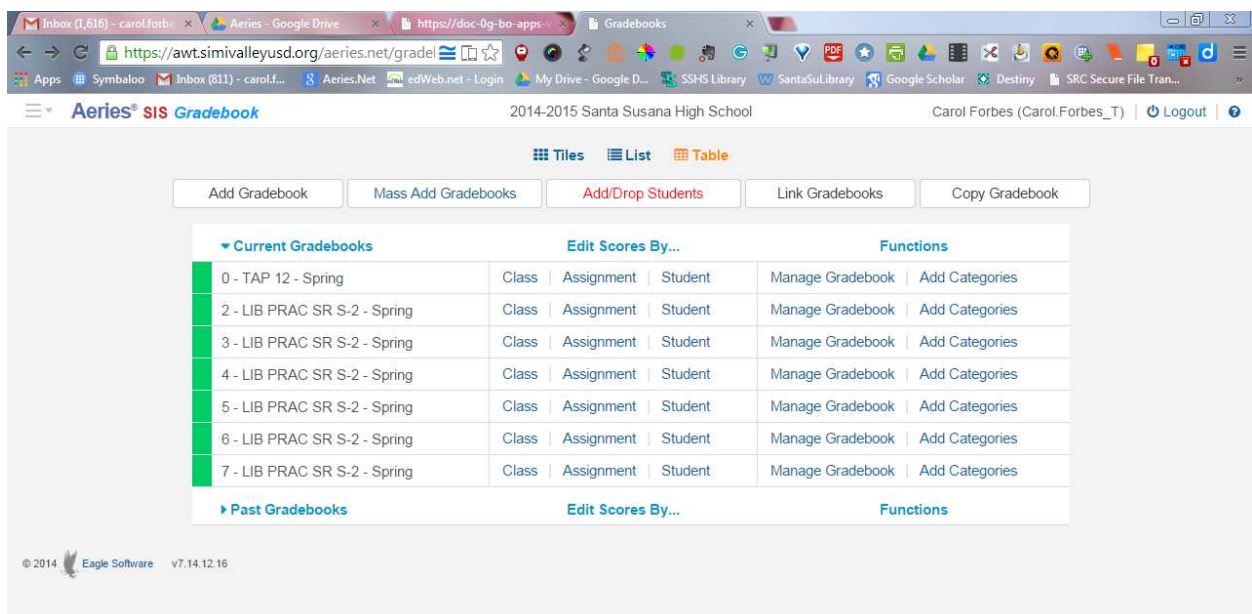 Inbox (1,616) - carol.forbe Aeries - Google Drive https://doc-0g-bo-apps- Gradebooks
https://awt.simivalleyusd.org/aeries.net/gradel
Apps Symbaloo Inbox (811) - carol.f... Aeries.Net edWeb.net - Login My Drive - Google D... SSHS Library SantaSuLibrary Google Scholar Destiny SRC Secure File Tran...
Aeries® SIS Gradebook 2014-2015 Santa Susana High School Carol Forbes (Carol.Forbes_T) Logout
Tiles List Table
Add Gradebook Mass Add Gradebooks Add/Drop Students Link Gradebooks Copy Gradebook
Current Gradebooks Edit Scores By... Functions
0 - TAP 12 - Spring Class Assignment Student Manage Gradebook Add Categories
2 - LIB PRAC SR S-2 - Spring Class Assignment Student Manage Gradebook Add Categories
3 - LIB PRAC SR S-2 - Spring Class Assignment Student Manage Gradebook Add Categories
4 - LIB PRAC SR S-2 - Spring Class Assignment Student Manage Gradebook Add Categories
5 - LIB PRAC SR S-2 - Spring Class Assignment Student Manage Gradebook Add Categories
6 - LIB PRAC SR S-2 - Spring Class Assignment Student Manage Gradebook Add Categories
7 - LIB PRAC SR S-2 - Spring Class Assignment Student Manage Gradebook Add Categories
Past Gradebooks Edit Scores By... Functions
© 2014 Eagle Software v7.14.12.16